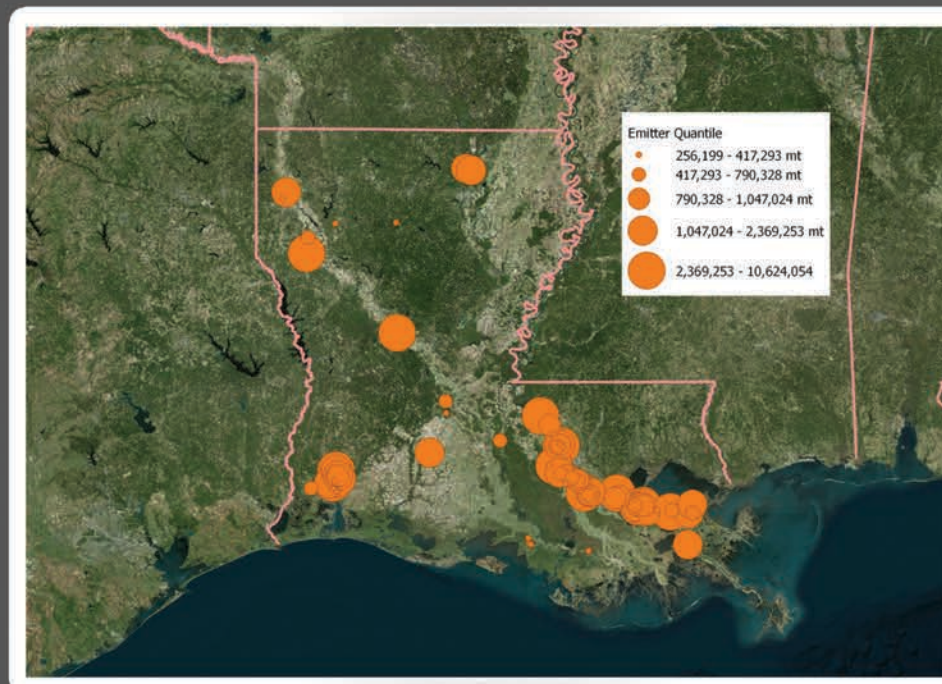 Emitter Quantile
256,199 - 417,293 mt
417,293 - 790,328 mt
790,328 - 1,047,024 mt
1,047,024 - 2,369,253 mt
2,369,253 - 10,624,054